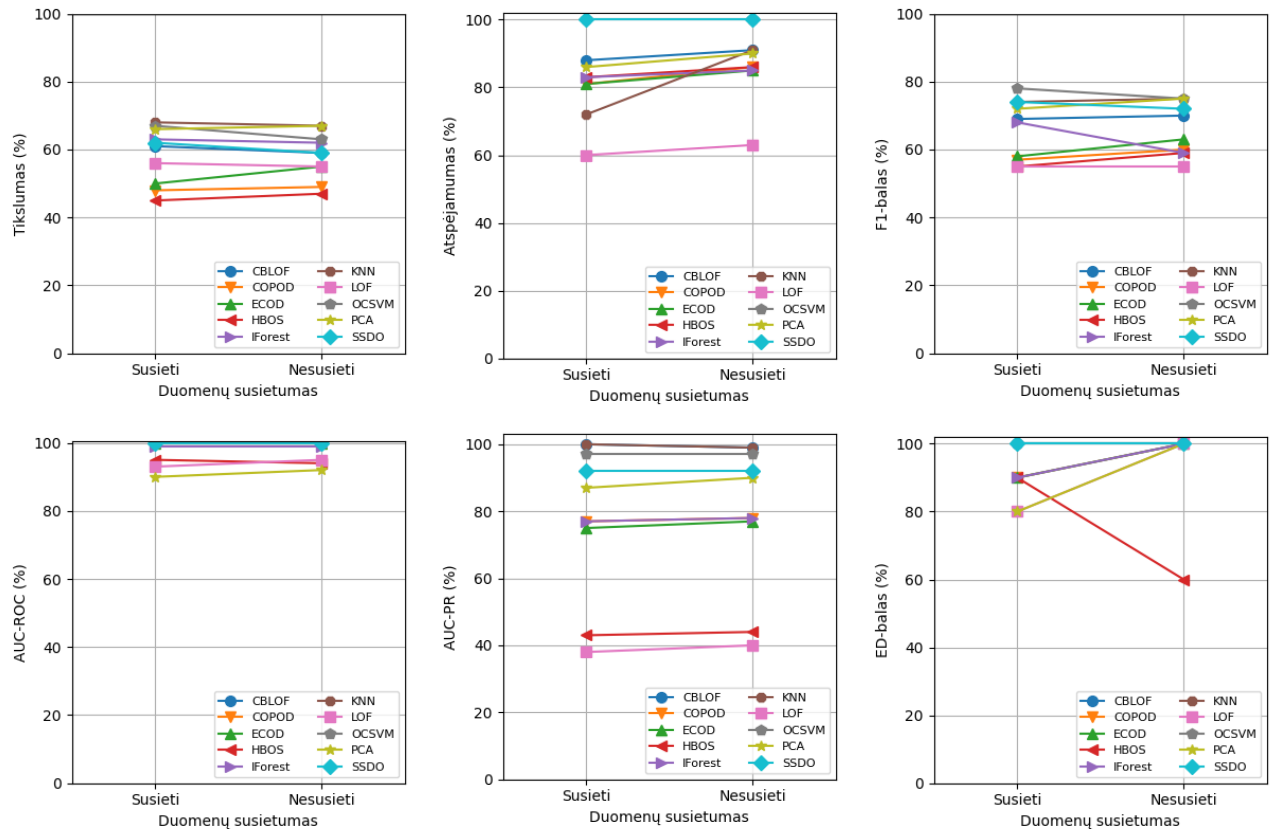 Tikslumas (%)
100
80
60
40
20
0
CBLOF KNN
COPOD LOF
ECOD OCSVM
HBOS PCA
IForest SSDO
Susieti Nesusieti
Duomenų susietumas
Atspėjamumas (%)
100
80
60
40
20
0
CBLOF KNN
COPOD LOF
ECOD OCSVM
HBOS PCA
IForest SSDO
Susieti Nesusieti
Duomenų susietumas
F1-balas (%)
100
80
60
40
20
0
CBLOF KNN
COPOD LOF
ECOD OCSVM
HBOS PCA
IForest SSDO
Susieti Nesusieti
Duomenų susietumas
AUC-ROC (%)
100
80
60
40
20
0
CBLOF KNN
COPOD LOF
ECOD OCSVM
HBOS PCA
IForest SSDO
Susieti Nesusieti
Duomenų susietumas
AUC-PR (%)
100
80
60
40
20
0
CBLOF KNN
COPOD LOF
ECOD OCSVM
HBOS PCA
IForest SSDO
Susieti Nesusieti
Duomenų susietumas
ED-balas (%)
100
80
60
40
20
0
CBLOF KNN
COPOD LOF
ECOD OCSVM
HBOS PCA
IForest SSDO
Susieti Nesusieti
Duomenų susietumas